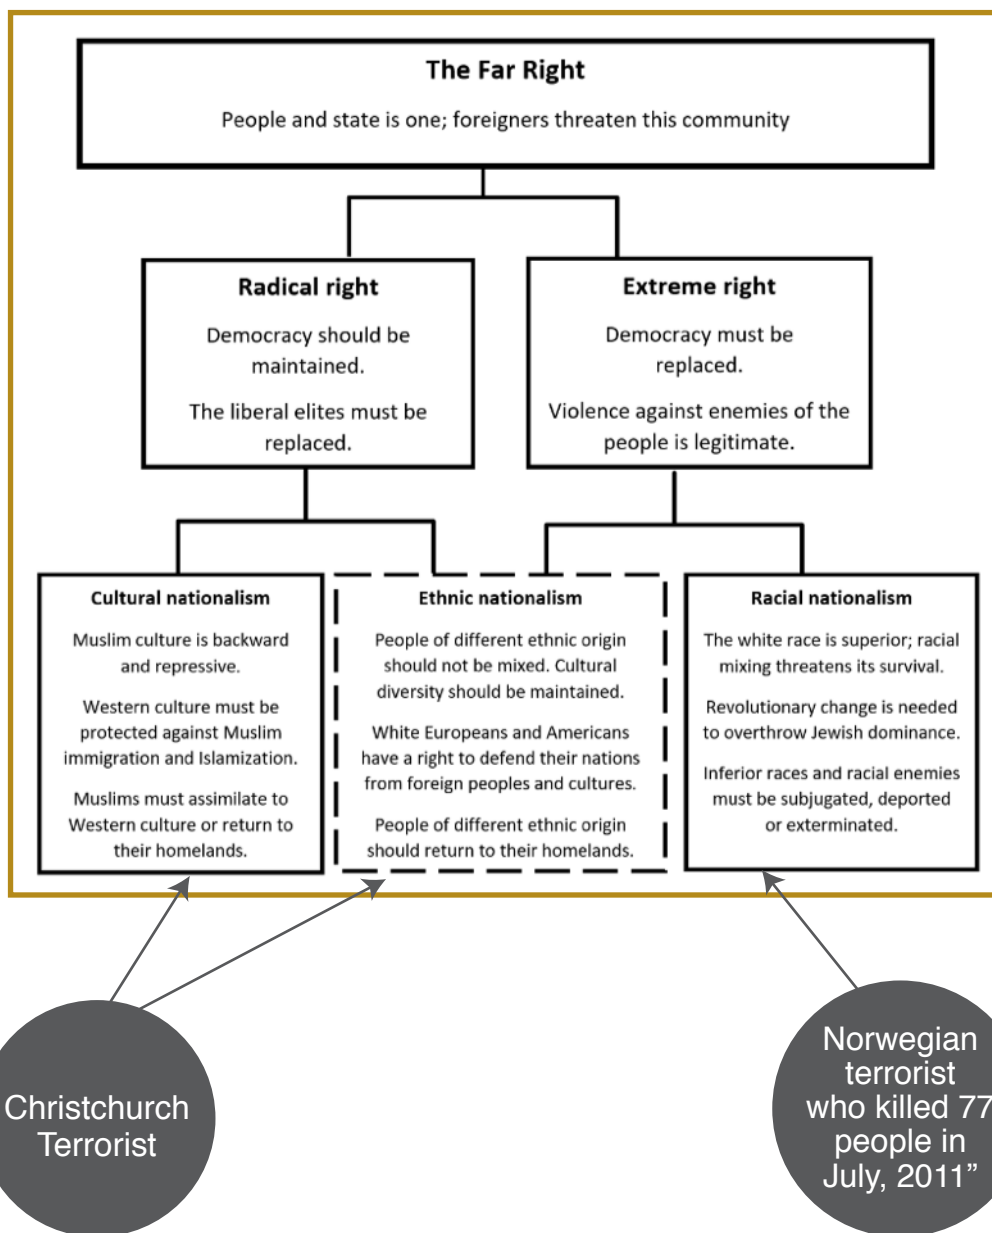 The Far Right
People and state is one; foreigners threaten this community
Radical right
Democracy should be
maintained.
The liberal elites must be
replaced.
Extreme right
Democracy must be
replaced.
Violence against enemies of the
people is legitimate.
Cultural nationalism
Muslim culture is backward
and repressive.
Western culture must be
protected against Muslim
immigration and Islamization.
Muslims must assimilate to
Western culture or return to
their homelands.
Ethnic nationalism
People of different ethnic origin
should not be mixed. Cultural
diversity should be maintained.
White Europeans and Americans
have a right to defend their nations
from foreign peoples and cultures.
People of different ethnic origin
should return to their homelands.
Racial nationalism
The white race is superior; racial
mixing threatens its survival.
Revolutionary change is needed
to overthrow Jewish dominance.
Inferior races and racial enemies
must be subjugated, deported
or exterminated.
Christchurch
Terrorist
Norwegian
terrorist
who killed 77
people in
July, 2011”